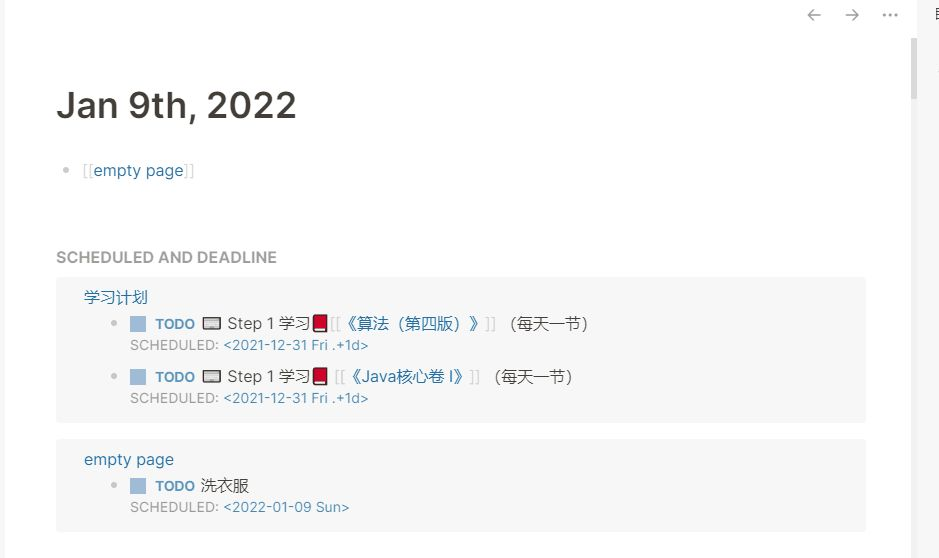 Jan 9th, 2022
[[empty page]]
SCHEDULED AND DEADLINE
学习计划
TODO ⌨️ Step 1 学习📕[[《算法（第四版）》]] （每天一节）
SCHEDULED: <2021-12-31 Fri .+1d>
TODO ⌨️ Step 1 学习📕 [[《Java核心卷 I》]] （每天一节）
SCHEDULED: <2021-12-31 Fri .+1d>
empty page
TODO 洗衣服
SCHEDULED: <2022-01-09 Sun>